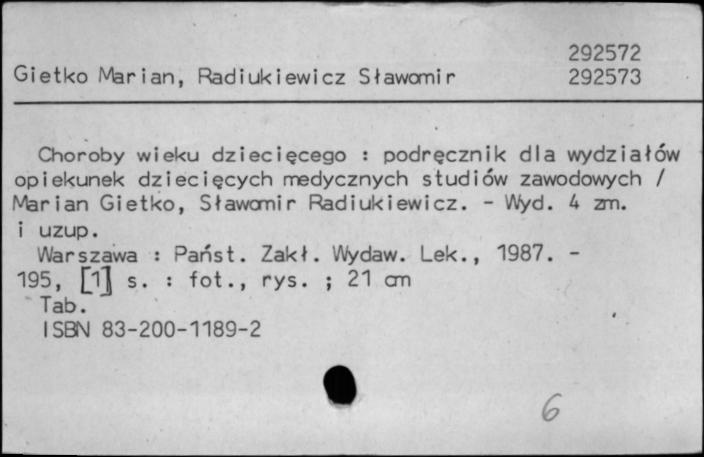 292572
Gietko Marian, Radiukiewicz Sławomir 292573
Choroby wieku dziecięcego : podręcznik dla wydziałów
opiekunek dziecięcych medycznych studiów zawodowych /
Marian Gietko, Sławomir Radiukiewicz. - Wyd. 4 zm.
i uzup.
Warszawa : Państ. Zakł. Wydaw. Lek., 1987. -
195, [1] s. : fot., rys. ; 21 cm
Tab.
ISBN 83-200-1189-2
6